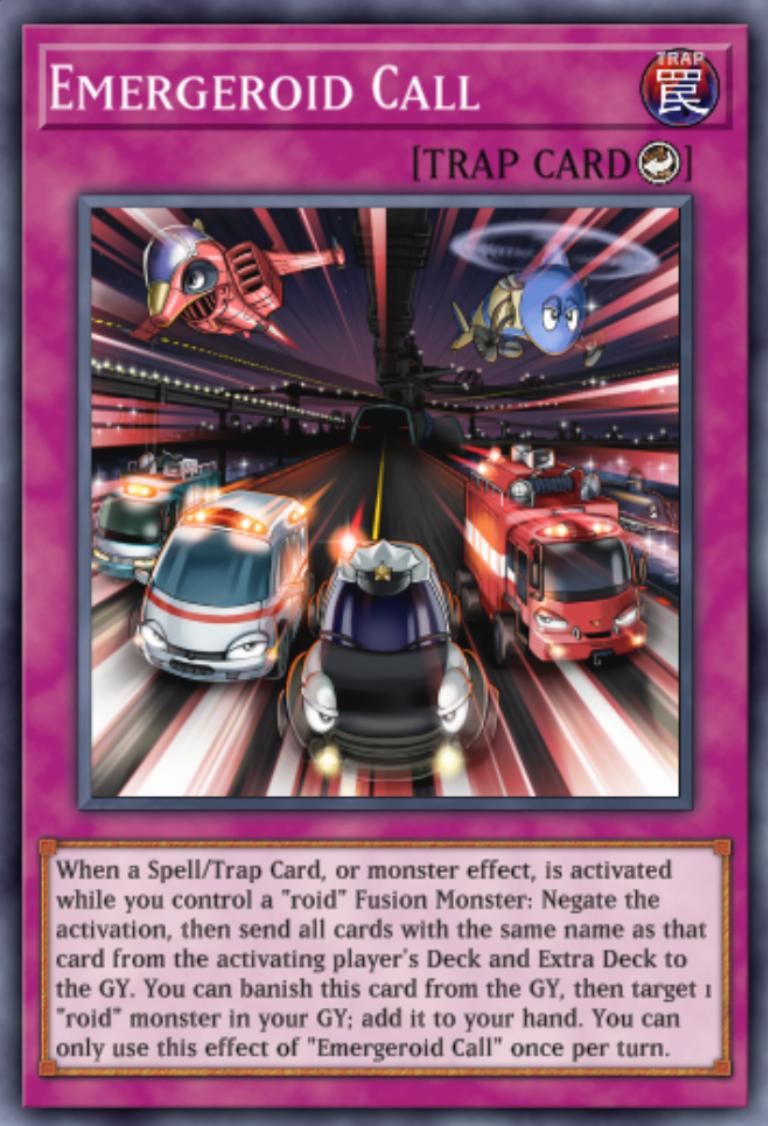 Emergeroid Call
TRAP
罠
[TRAP CARD]
When a Spell/Trap Card, or monster effect, is activated
while you control a "roid" Fusion Monster: Negate the
activation, then send all cards with the same name as that
card from the activating player's Deck and Extra Deck to
the GY. You can banish this card from the GY, then target 1
"roid" monster in your GY; add it to your hand. You can
only use this effect of "Emergeroid Call" once per turn.